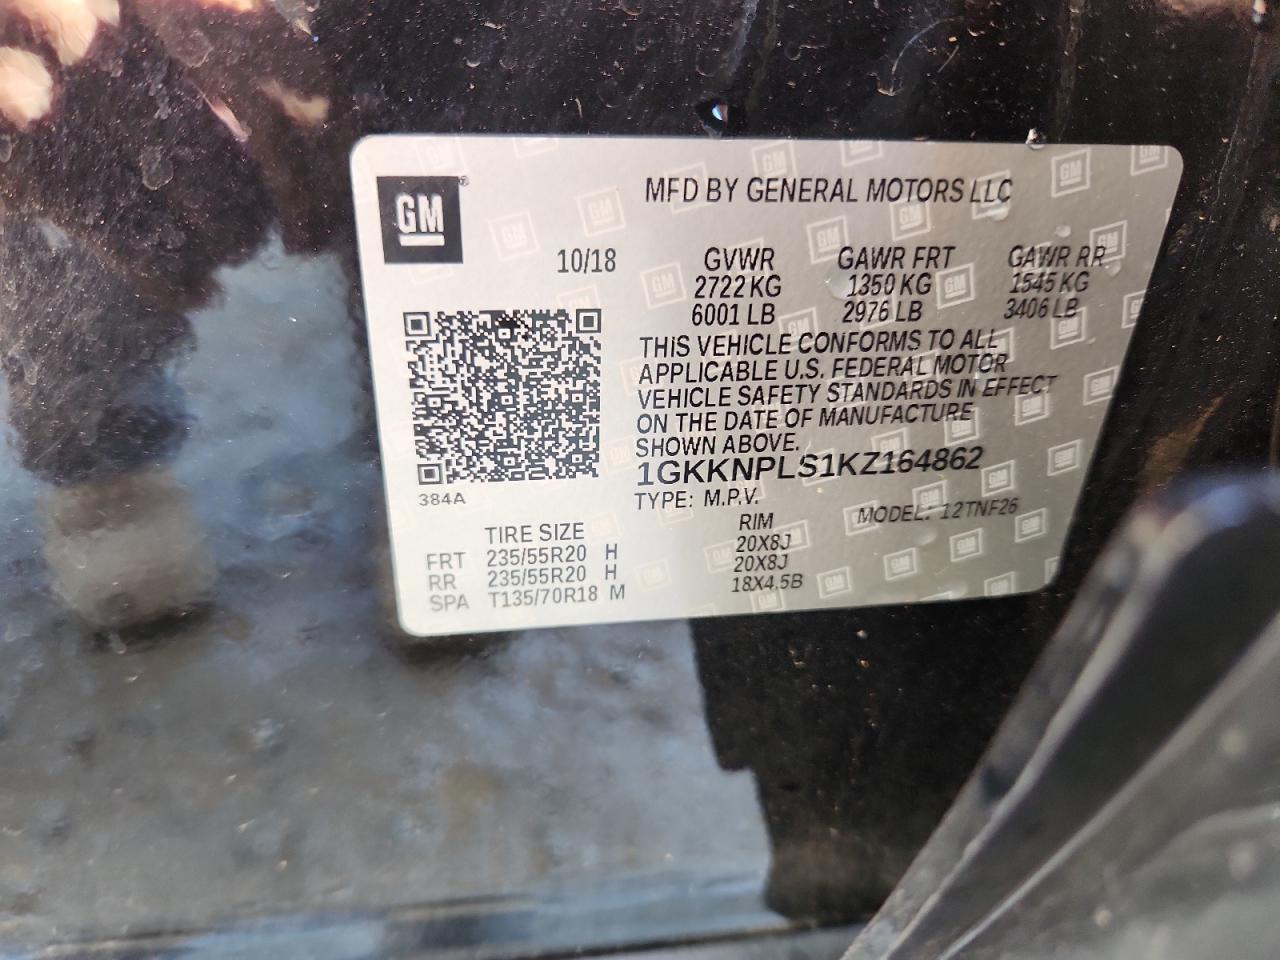 GM
MFD BY GENERAL MOTORS LLC
10/18 GVWR GAWR FRT GAWR RR
2722 KG 1350 KG 1545 KG
6001 LB 2976 LB 3406 LB
THIS VEHICLE CONFORMS TO ALL
APPLICABLE U.S. FEDERAL MOTOR
VEHICLE SAFETY STANDARDS IN EFFECT
ON THE DATE OF MANUFACTURE
SHOWN ABOVE.
1GKKNPLS1KZ164862
384A
TYPE: M.P.V. MODEL: 12TNF26
TIRE SIZE RIM
FRT 235/55R20 H 20X8J
RR 235/55R20 H 20X8J
SPA T135/70R18 M 18X4.5B